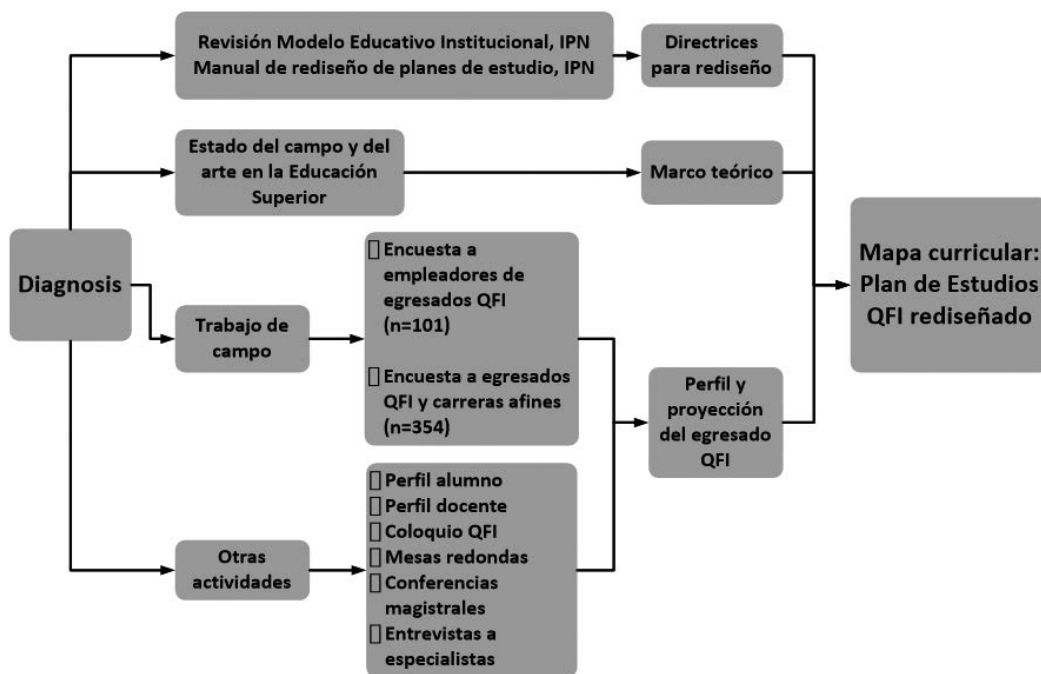 Diagnosis
Revisión Modelo Educativo Institucional, IPN
Manual de rediseño de planes de estudio, IPN
Directrices
para rediseño
Estado del campo y del
arte en la Educación
Superior
Marco teórico
Trabajo de
campo
Encuesta a
empleadores de
egresados QFI
(n=101)
Encuesta a egresados
QFI y carreras afines
(n=354)
Otras
actividades
Perfil alumno
Perfil docente
Coloquio QFI
Mesas redondas
Conferencias
magistrales
Entrevistas a
especialistas
Perfil y
proyección
del egresado
QFI
Mapa curricular:
Plan de Estudios
QFI rediseñado